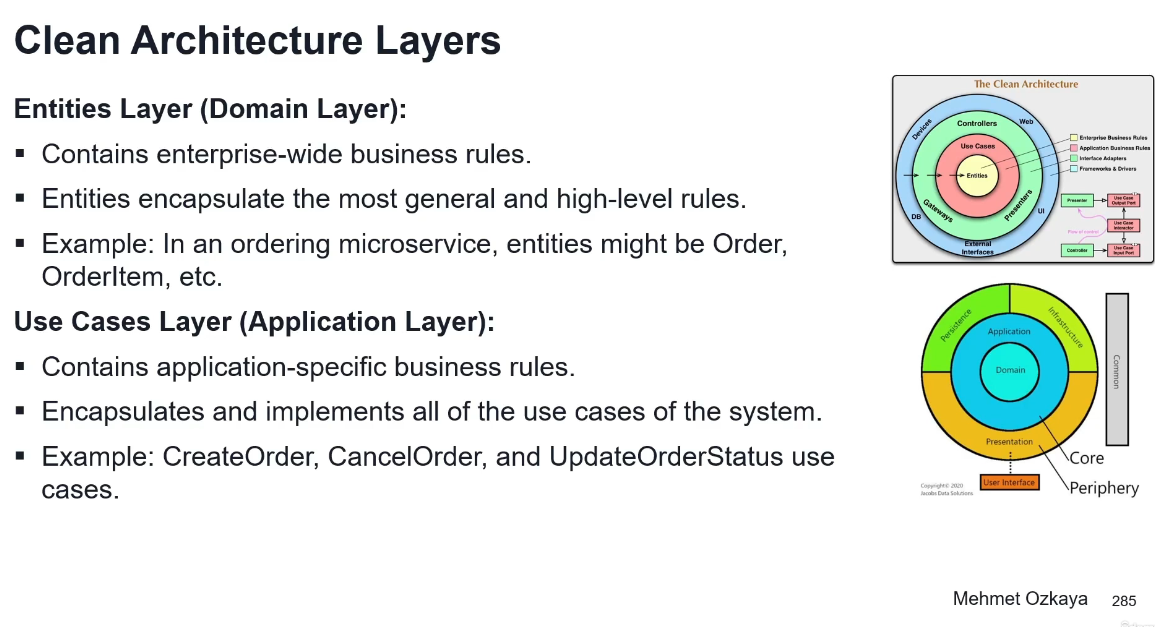 Clean Architecture Layers
Entities Layer (Domain Layer):
▪ Contains enterprise-wide business rules.
▪ Entities encapsulate the most general and high-level rules.
▪ Example: In an ordering microservice, entities might be Order,
OrderItem, etc.
Use Cases Layer (Application Layer):
▪ Contains application-specific business rules.
▪ Encapsulates and implements all of the use cases of the system.
▪ Example: CreateOrder, CancelOrder, and UpdateOrderStatus use
cases.
The Clean Architecture
Devices
Controllers
Web
Use Cases
Entities
DB
Gateways
Presenters
UI
External
Interfaces
Enterprise Business Rules
Application Business Rules
Interface Adapters
Frameworks & Drivers
Presenter
Use Case
Output Port
Flow of control
Use Case
Interactor
Controller
Use Case
Input Port
Persistence
Infrastructure
Application
Domain
Presentation
Common
User Interface
Core
Periphery
Copyright© 2020
Jacobs Data Solutions
Mehmet Ozkaya
285